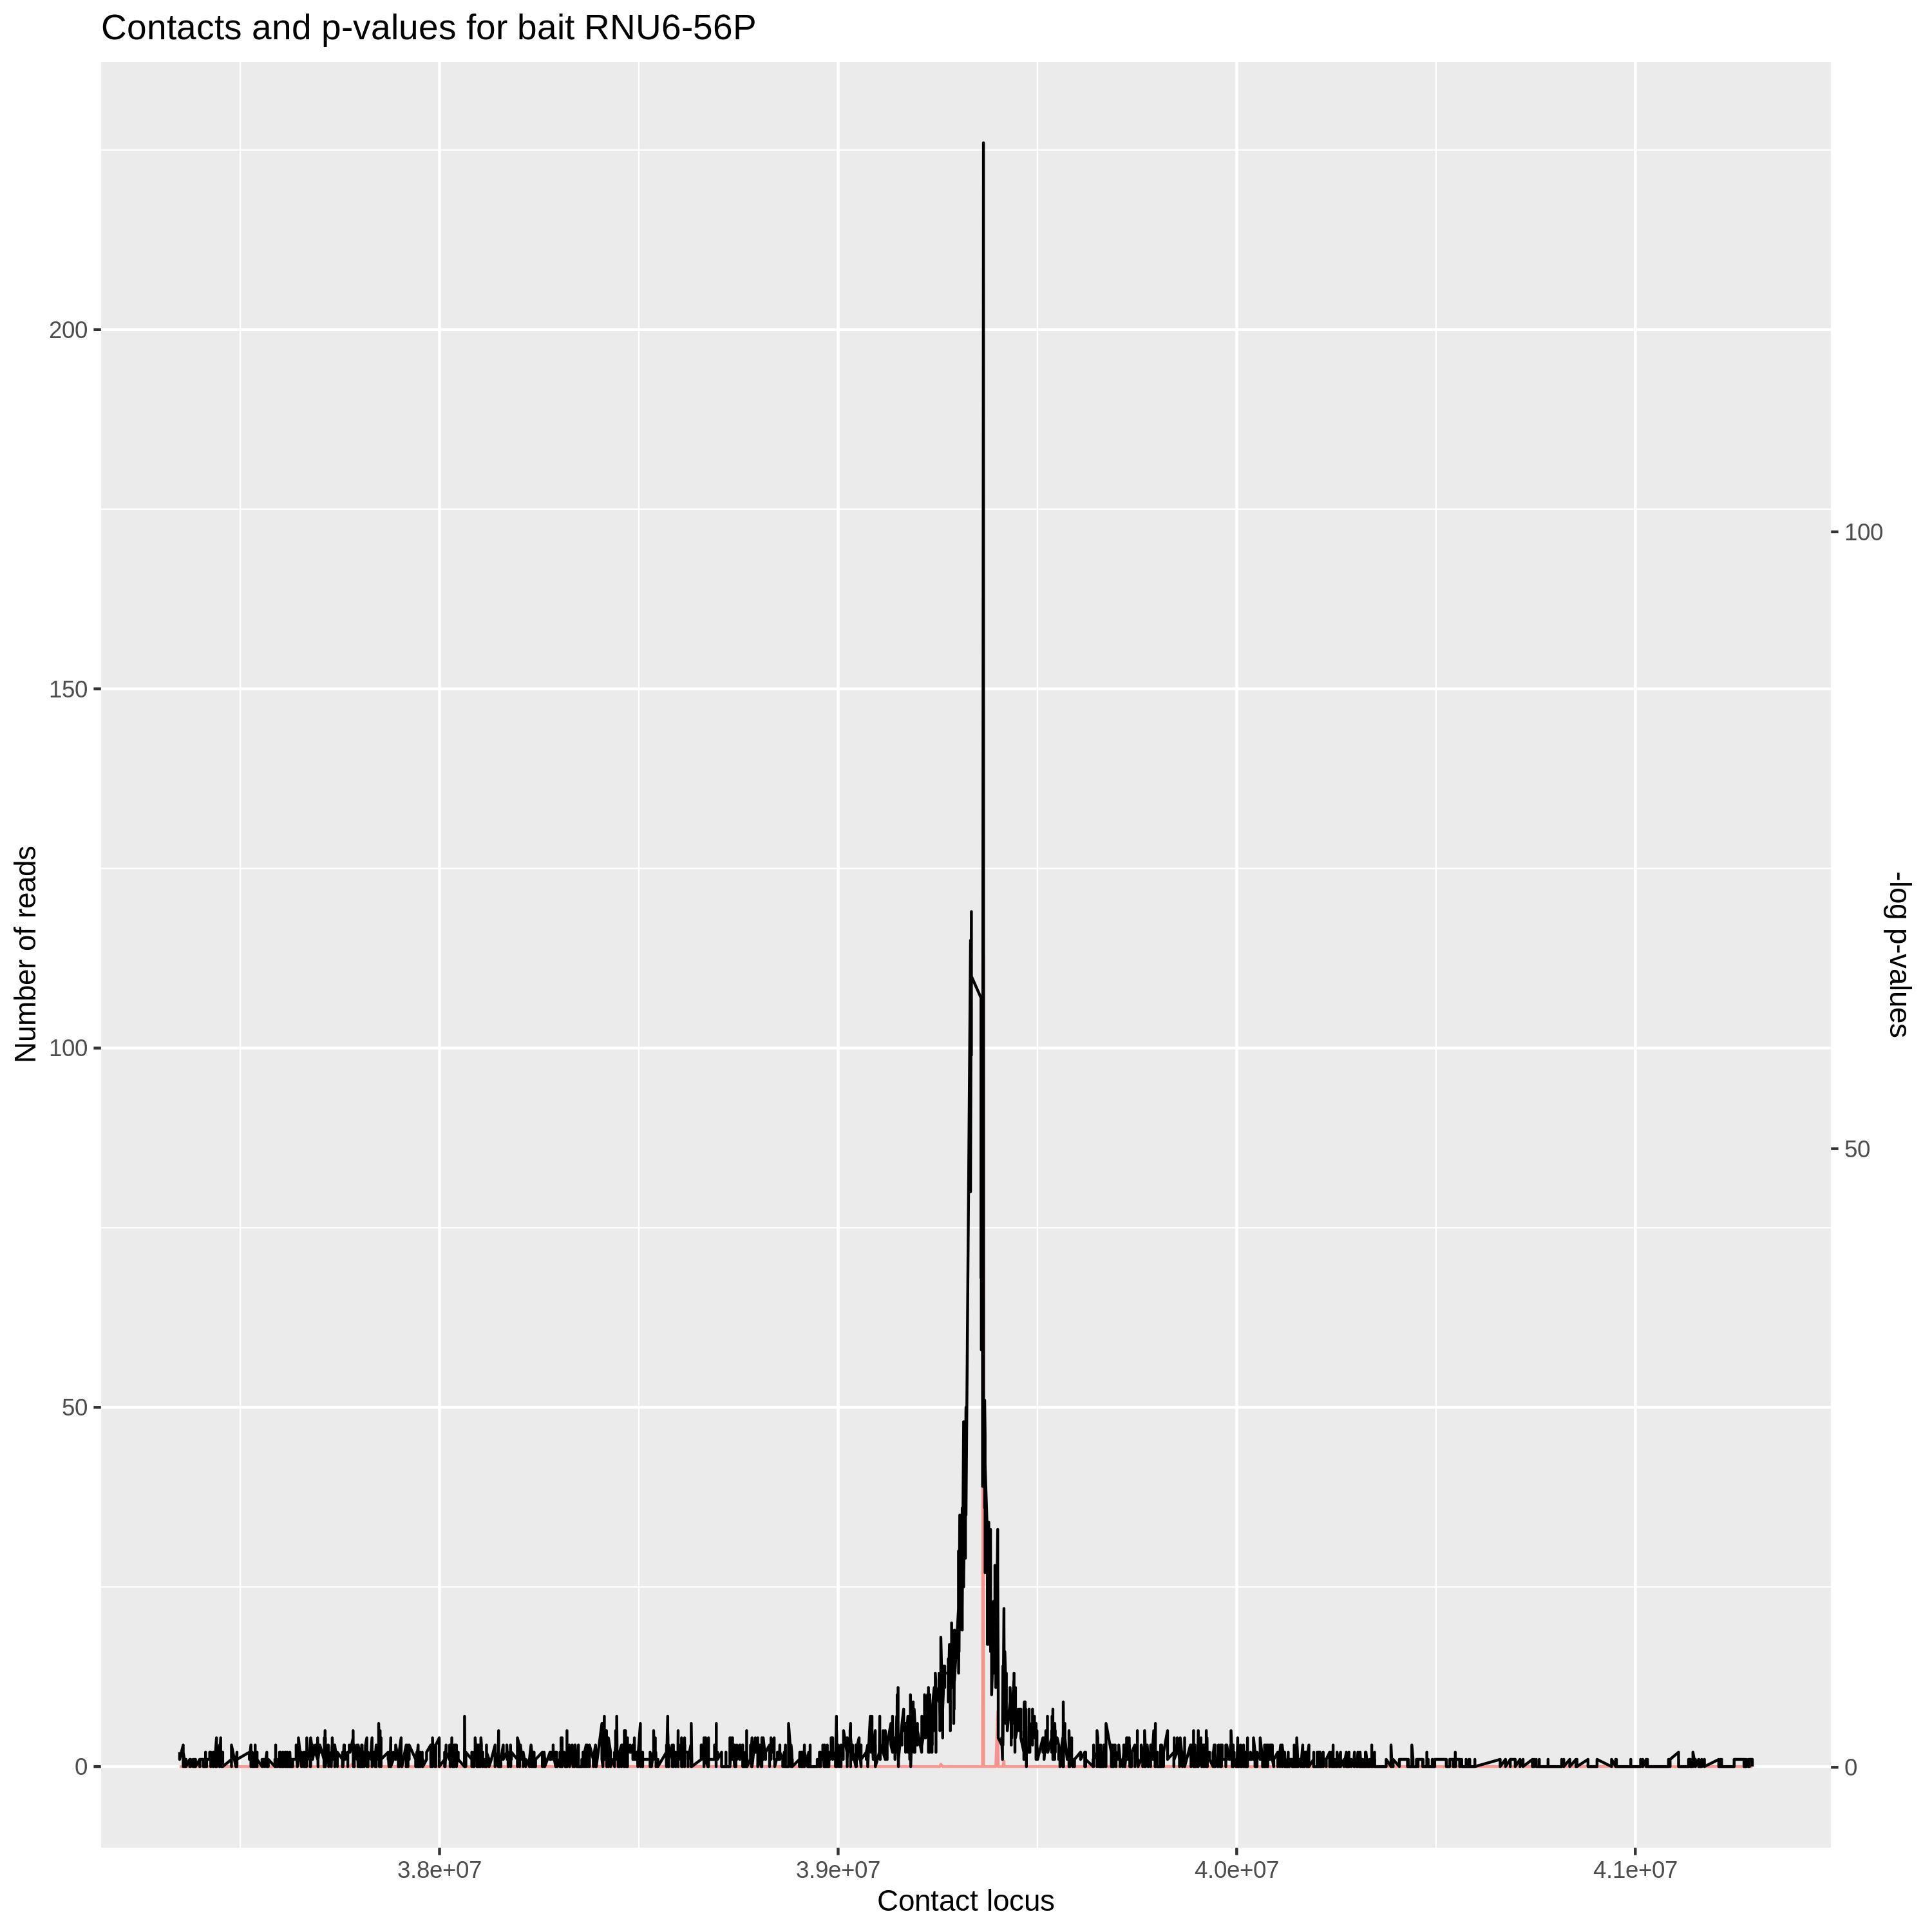 Contacts and p-values for bait RNU6-56P
Number of reads
200
150
100
50
0
100
50
0
-log p-values
3.8e+07
3.9e+07
4.0e+07
4.1e+07
Contact locus